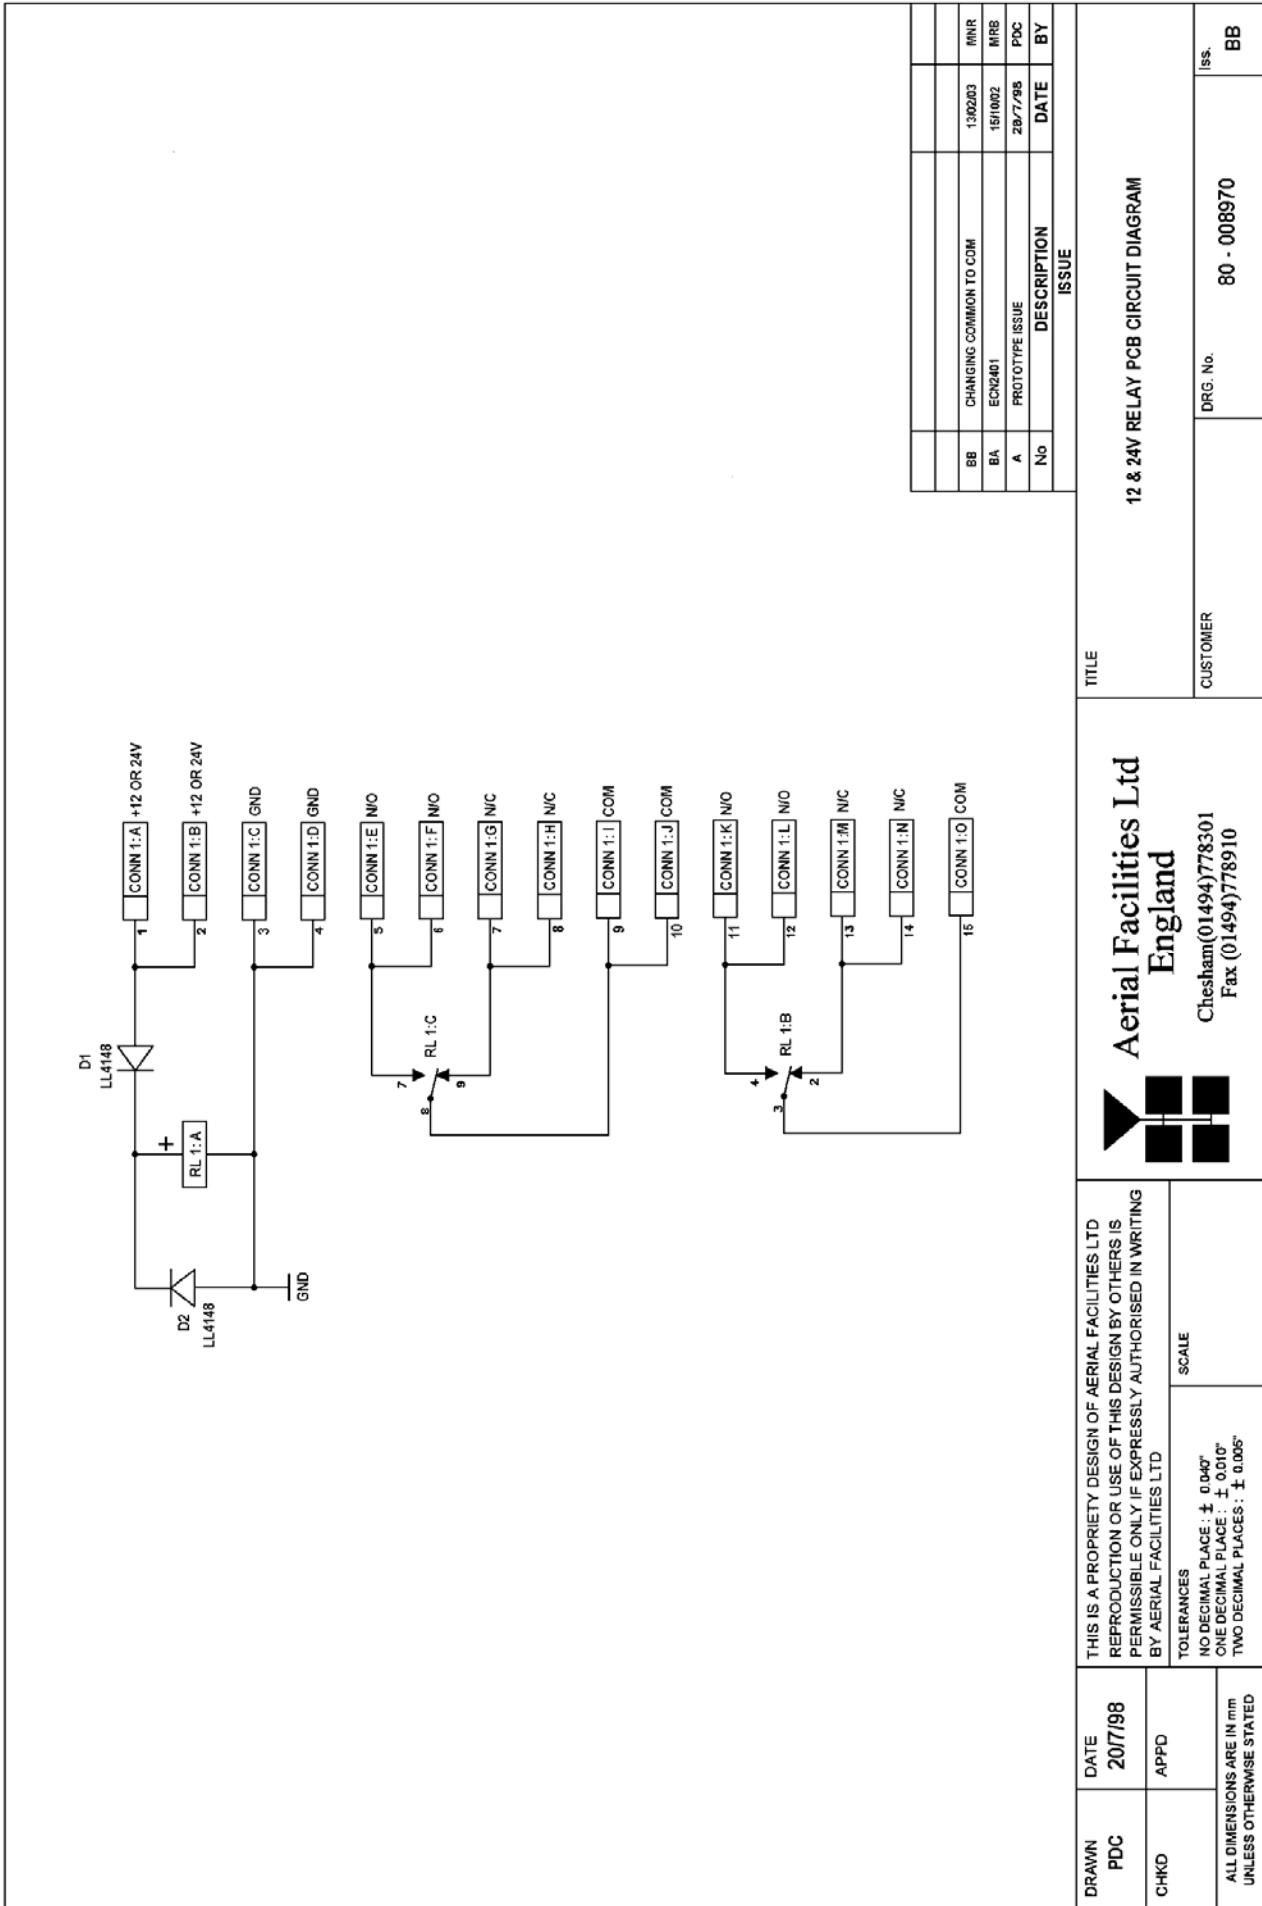 D1
LL4148
D2
LL4148
+
RL 1:A
GND
1 CONN 1:A +12 OR 24V
2 CONN 1:B +12 OR 24V
3 CONN 1:C GND
4 CONN 1:D GND
5 CONN 1:E N/O
6 CONN 1:F N/O
7 CONN 1:G N/C
8 CONN 1:H N/C
9 CONN 1:I COM
10 CONN 1:J COM
11 CONN 1:K N/O
12 CONN 1:L N/O
13 CONN 1:M N/C
14 CONN 1:N N/C
15 CONN 1:O COM
RL 1:C
7
8
9
RL 1:B
4
3
2
BB CHANGING COMMON TO COM 13/02/03 MNR
BA ECN2401 15/10/02 MRB
A PROTOTYPE ISSUE 28/7/98 PDC
No DESCRIPTION DATE BY
ISSUE
DRAWN
PDC
DATE
20/7/98
CHKD
APPD
ALL DIMENSIONS ARE IN mm
UNLESS OTHERWISE STATED
THIS IS A PROPRIETY DESIGN OF AERIAL FACILITIES LTD
REPRODUCTION OR USE OF THIS DESIGN BY OTHERS IS
PERMISSIBLE ONLY IF EXPRESSLY AUTHORISED IN WRITING
BY AERIAL FACILITIES LTD
TOLERANCES
NO DECIMAL PLACE : ± 0.040"
ONE DECIMAL PLACE : ± 0.010"
TWO DECIMAL PLACES : ± 0.006"
SCALE
Aerial Facilities Ltd
England
Chesham(01494)778301
Fax (01494)778910
TITLE
12 & 24V RELAY PCB CIRCUIT DIAGRAM
CUSTOMER
DRG. No.
80 - 008970
Iss.
BB